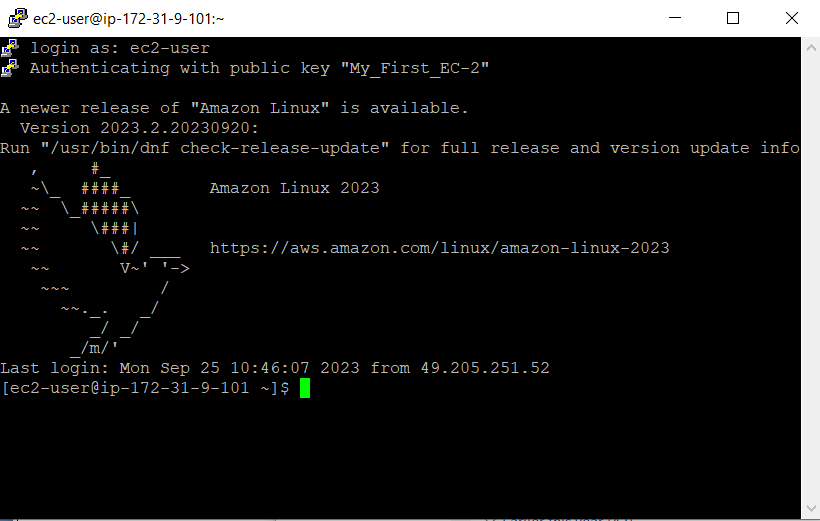 ec2-user@ip-172-31-9-101:~
login as: ec2-user
Authenticating with public key "My_First_EC-2"
A newer release of "Amazon Linux" is available.
  Version 2023.2.20230920:
Run "/usr/bin/dnf check-release-update" for full release and version update info
   ,     #_
   ~\_  ####_        Amazon Linux 2023
  ~~  \_#####\
  ~~     \###|
  ~~       \#/ ___   https://aws.amazon.com/linux/amazon-linux-2023
   ~~       V~' '->
    ~~~         /
      ~~._.   _/
         _/ _/
       _/m/'
Last login: Mon Sep 25 10:46:07 2023 from 49.205.251.52
[ec2-user@ip-172-31-9-101 ~]$